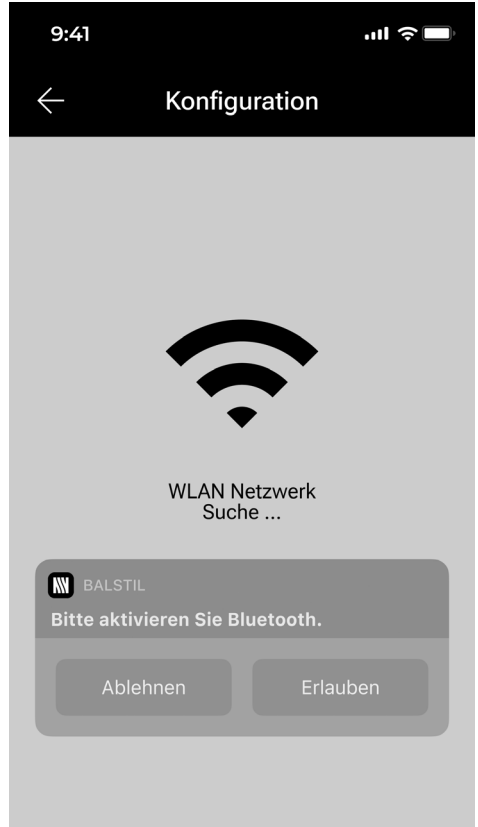 9:41
Konfiguration
WLAN Netzwerk
Suche ...
BALSTIL
Bitte aktivieren Sie Bluetooth.
Ablehnen Erlauben